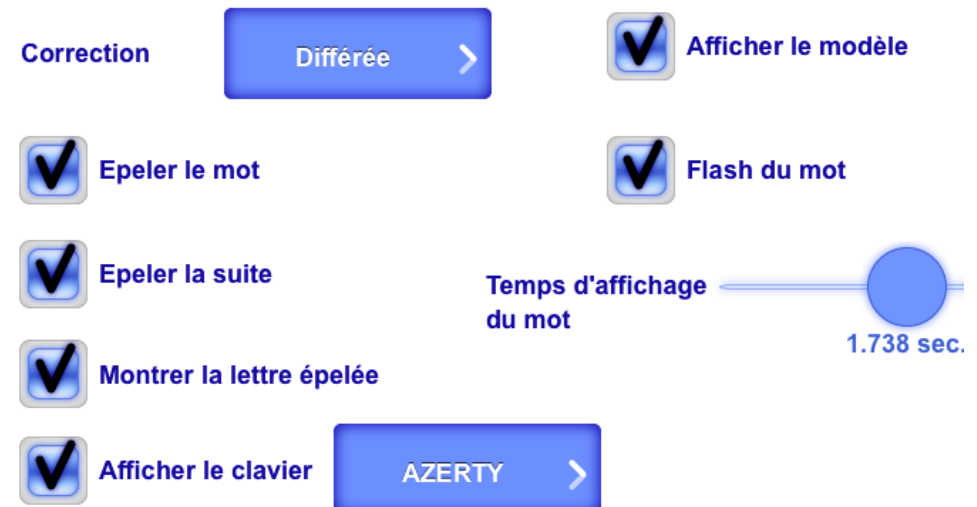 Correction
Différée
Afficher le modèle
Epeler le mot
Flash du mot
Epeler la suite
Temps d'affichage
du mot
1.738 sec.
Montrer la lettre épelée
Afficher le clavier
AZERTY